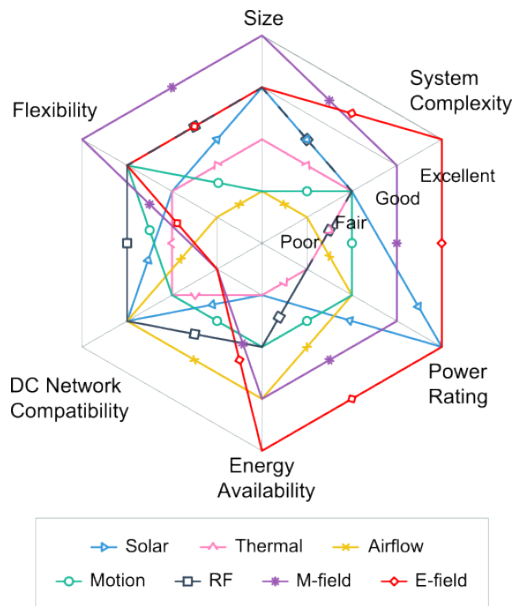 Size
System
Complexity
Flexibility
Excellent
Good
Fair
Poor
DC Network
Compatibility
Power
Rating
Energy
Availability
Solar
Thermal
Airflow
Motion
RF
M-field
E-field